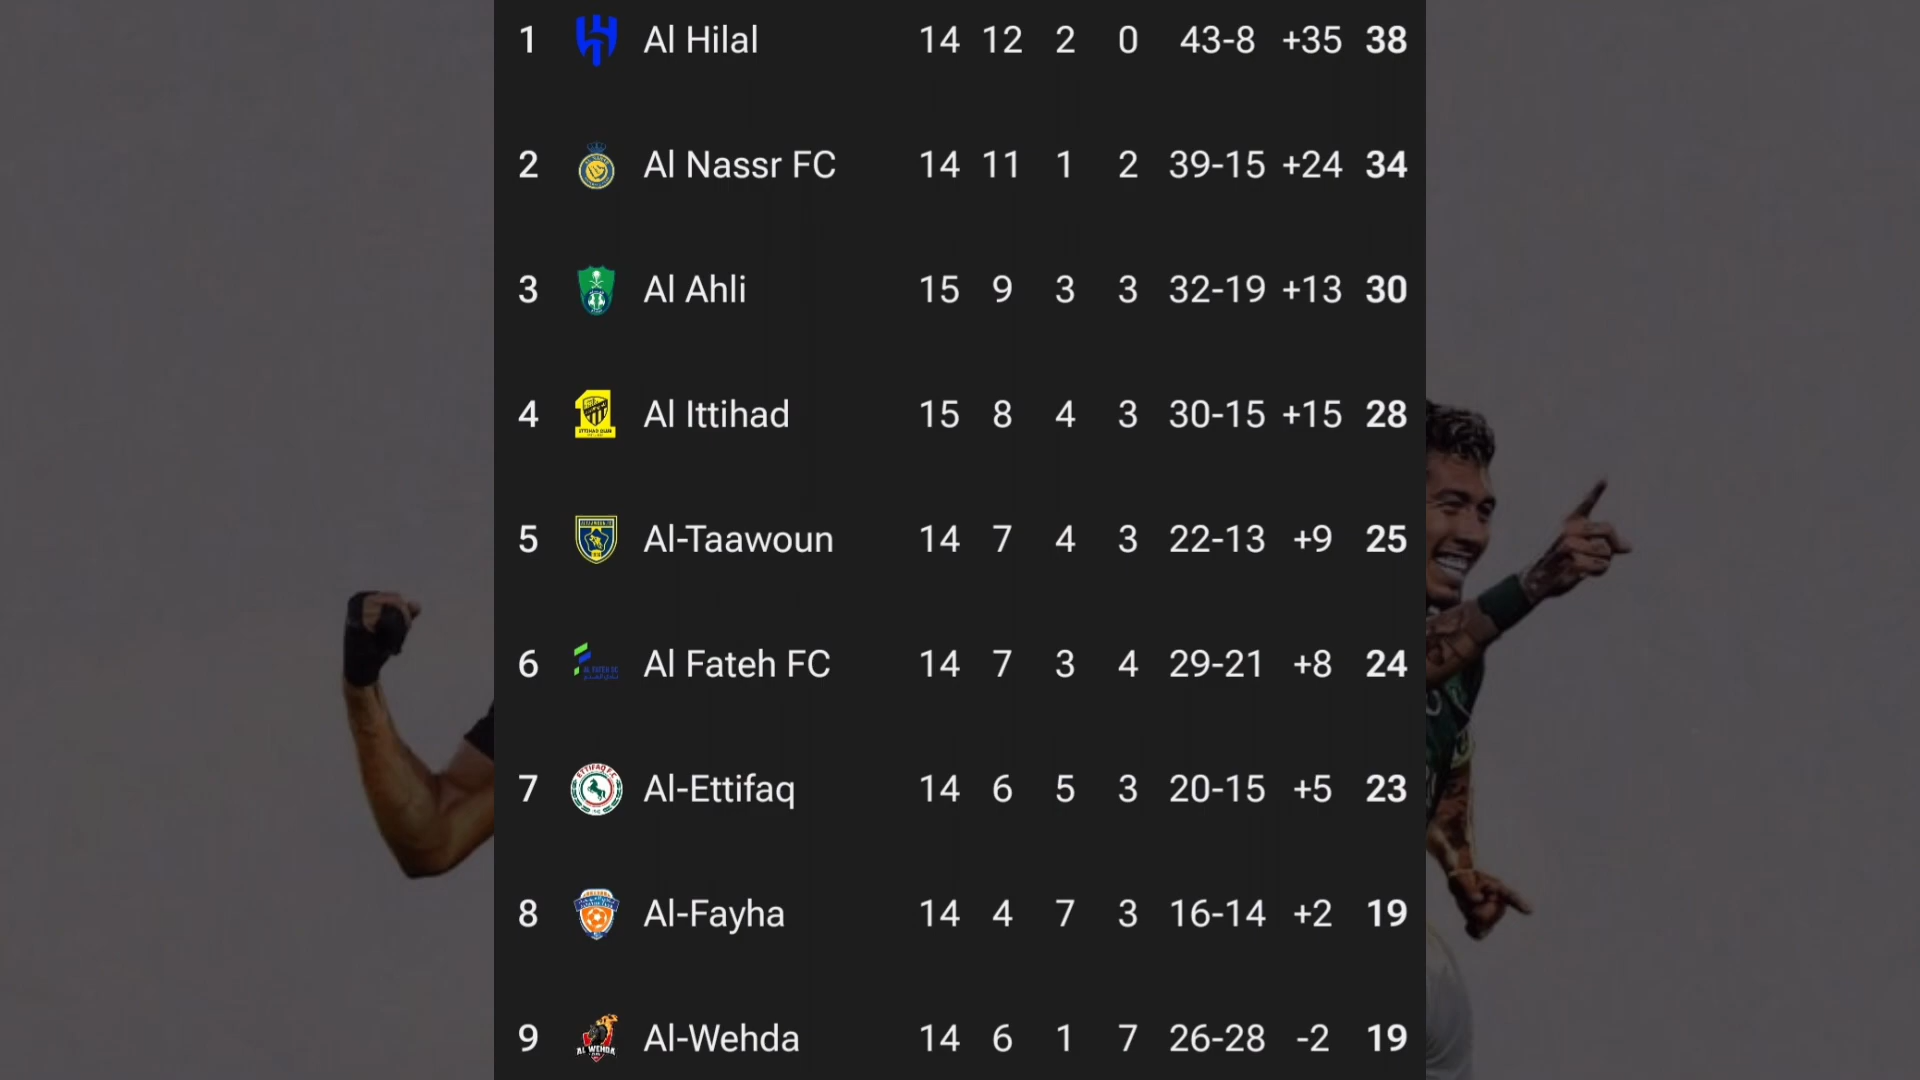 1 Al Hilal 14 12 2 0 43-8 +35 38
2 Al Nassr FC 14 11 1 2 39-15 +24 34
3 Al Ahli 15 9 3 3 32-19 +13 30
4 Al Ittihad 15 8 4 3 30-15 +15 28
5 Al-Taawoun 14 7 4 3 22-13 +9 25
6 Al Fateh FC 14 7 3 4 29-21 +8 24
7 Al-Ettifaq 14 6 5 3 20-15 +5 23
8 Al-Fayha 14 4 7 3 16-14 +2 19
9 Al-Wehda 14 6 1 7 26-28 -2 19